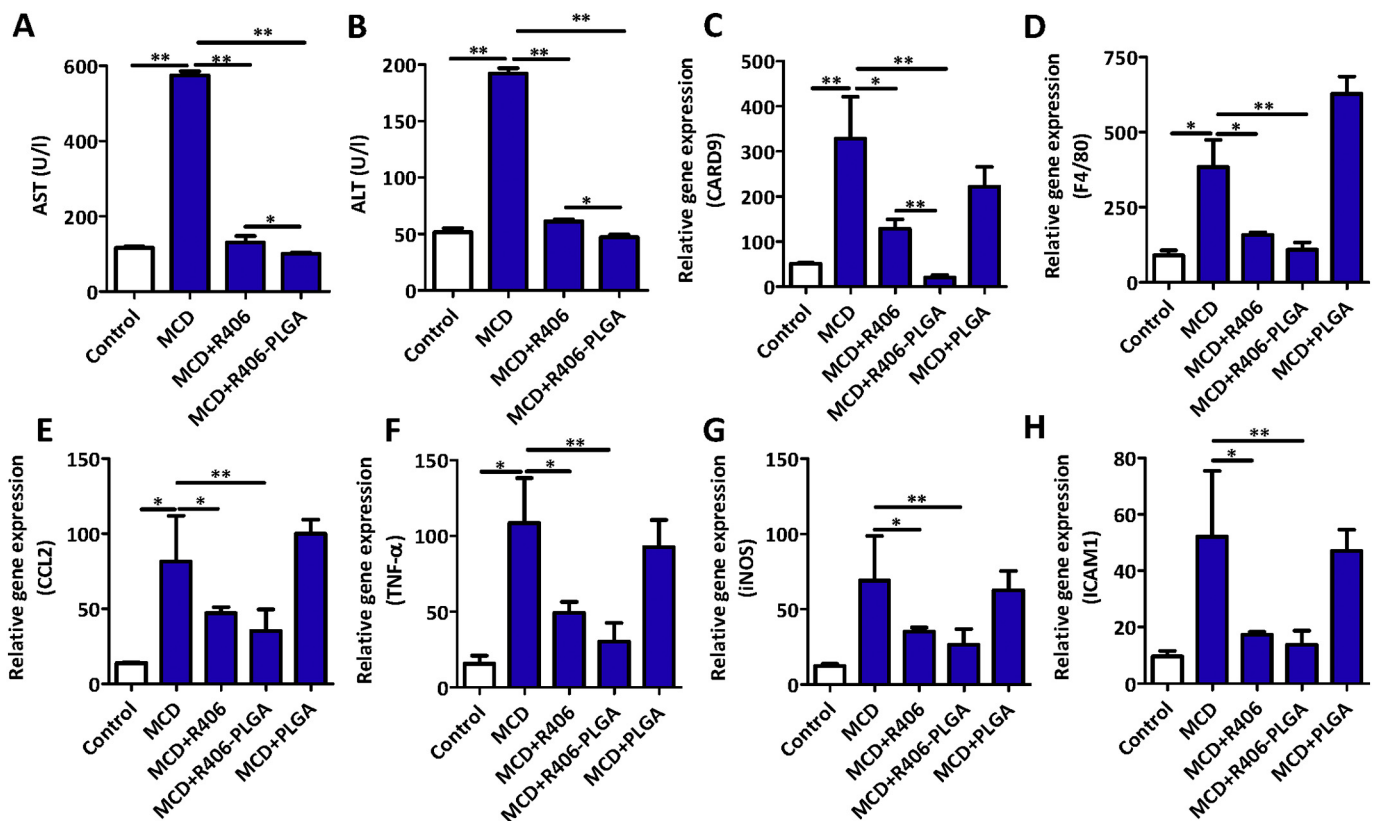 A
AST (U/l)
600
400
200
0
**
**
**
*
Control
MCD
MCD+R406
MCD+R406-PLGA
B
ALT (U/l)
200
150
100
50
0
**
**
**
*
Control
MCD
MCD+R406
MCD+R406-PLGA
C
Relative gene expression
(CARD9)
500
400
300
200
100
0
**
**
*
**
Control
MCD
MCD+R406
MCD+R406-PLGA
MCD+PLGA
D
Relative gene expression
(F4/80)
750
500
250
0
**
*
*
Control
MCD
MCD+R406
MCD+R406-PLGA
MCD+PLGA
E
Relative gene expression
(CCL2)
150
100
50
0
**
*
*
Control
MCD
MCD+R406
MCD+R406-PLGA
MCD+PLGA
F
Relative gene expression
(TNF-α)
150
100
50
0
**
*
*
Control
MCD
MCD+R406
MCD+R406-PLGA
MCD+PLGA
G
Relative gene expression
(iNOS)
150
100
50
0
**
*
Control
MCD
MCD+R406
MCD+R406-PLGA
MCD+PLGA
H
Relative gene expression
(ICAM1)
80
60
40
20
0
**
*
Control
MCD
MCD+R406
MCD+R406-PLGA
MCD+PLGA